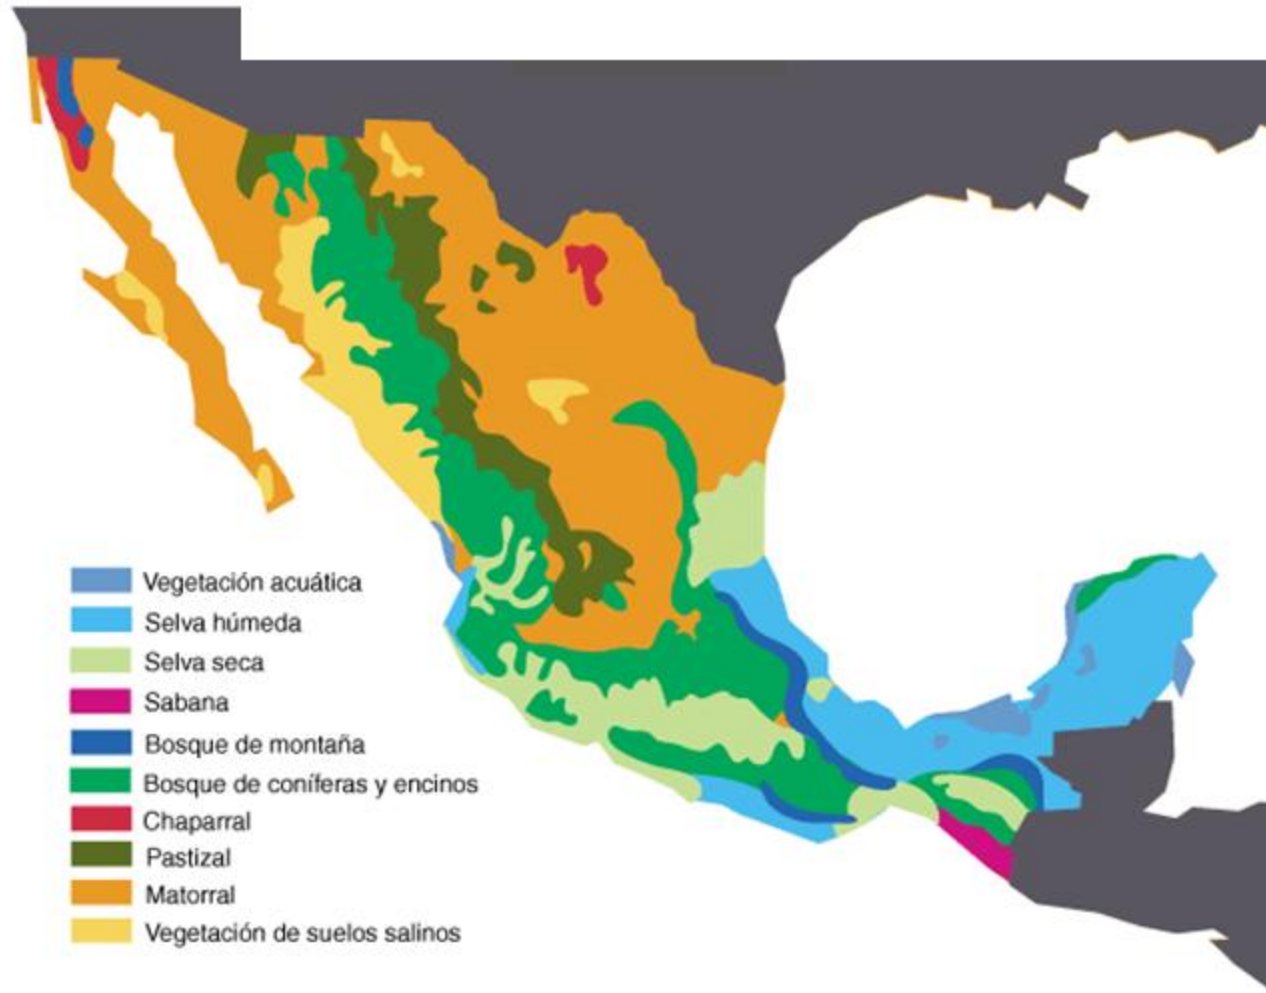 Vegetación acuática
Selva húmeda
Selva seca
Sabana
Bosque de montaña
Bosque de coníferas y encinos
Chaparral
Pastizal
Matorral
Vegetación de suelos salinos